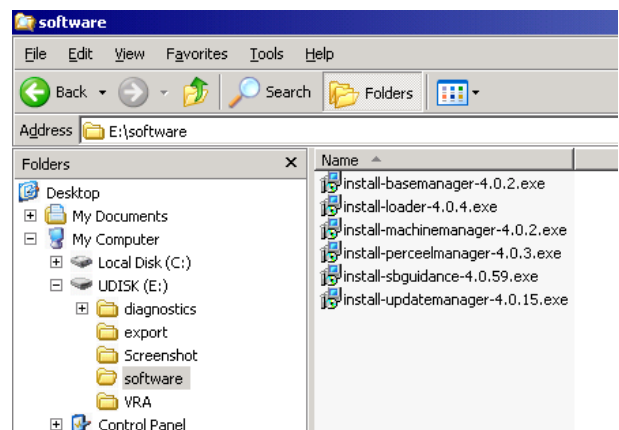 software
File Edit View Favorites Tools Help
Back Search Folders
Address E:\software
Folders
Desktop
My Documents
My Computer
Local Disk (C:)
UDISK (E:)
diagnostics
export
Screenshot
software
VRA
Control Panel
Name
install-basemanager-4.0.2.exe
install-loader-4.0.4.exe
install-machinemanager-4.0.2.exe
install-perceelmanager-4.0.3.exe
install-sbguidance-4.0.59.exe
install-updatemanager-4.0.15.exe